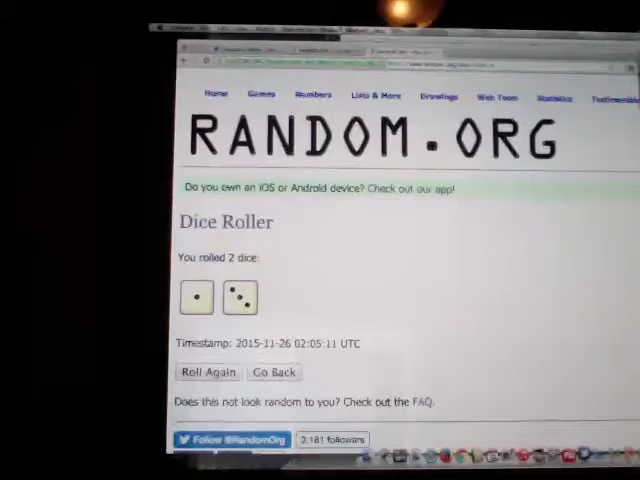 Home Games Numbers Lists & More Drawings Web Tools Statistics Testimonials
RANDOM.ORG
Do you own an iOS or Android device? Check out our app!
Dice Roller
You rolled 2 dice:
Timestamp: 2015-11-26 02:05:11 UTC
Roll Again Go Back
Does this not look random to you? Check out the FAQ.
Follow @RandomOrg 3,181 followers